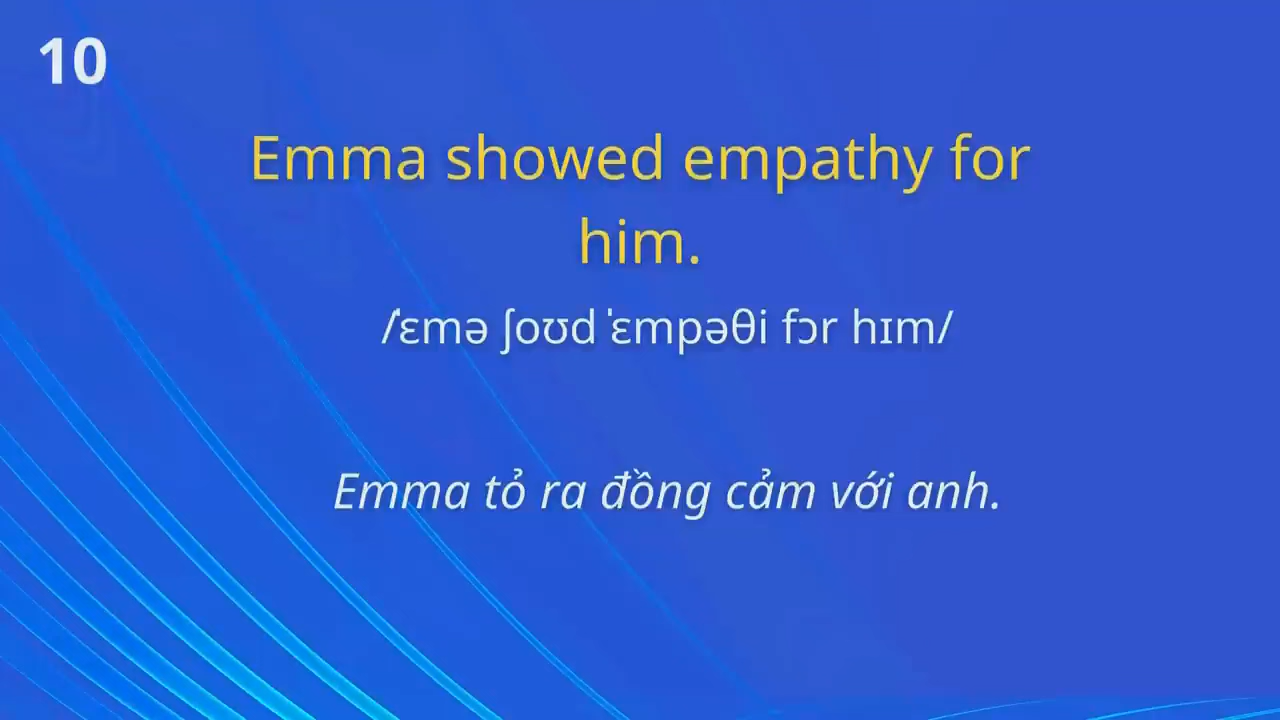 10
Emma showed empathy for
him.
/ˈɛmə ʃoʊd ˈɛmpəθi fɔr hɪm/
Emma tỏ ra đồng cảm với anh.